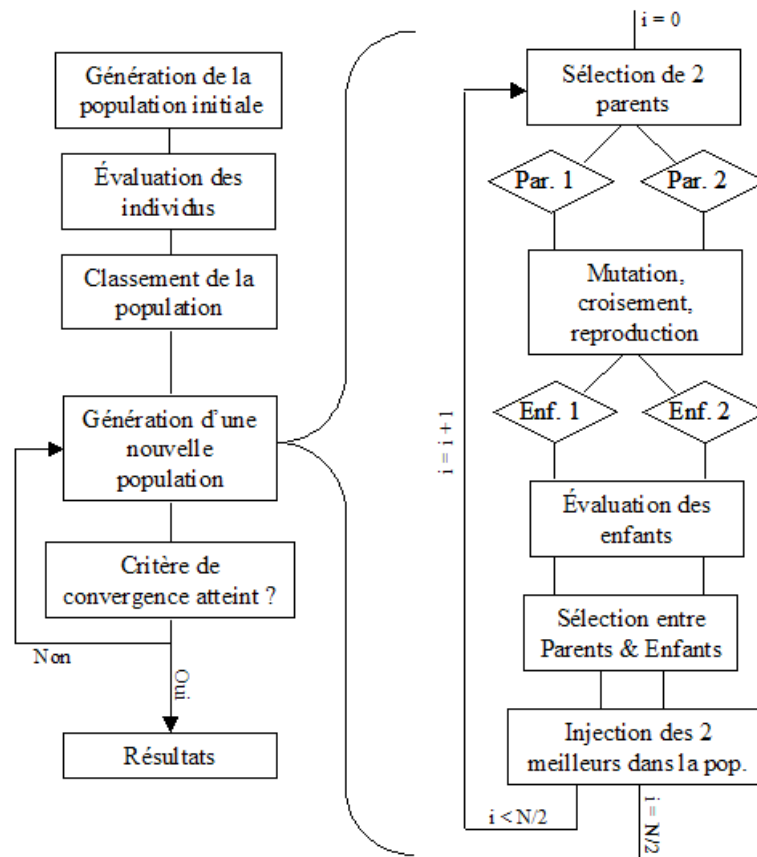 Génération de la
population initiale
Évaluation des
individus
Classement de la
population
Génération d'une
nouvelle
population
Critère de
convergence atteint ?
Non
Oui
Résultats
i = 0
Sélection de 2
parents
Par. 1
Par. 2
Mutation,
croisement,
reproduction
Enf. 1
Enf. 2
i = i + 1
Évaluation des
enfants
Sélection entre
Parents & Enfants
Injection des 2
meilleurs dans la pop.
i < N/2
i = N/2